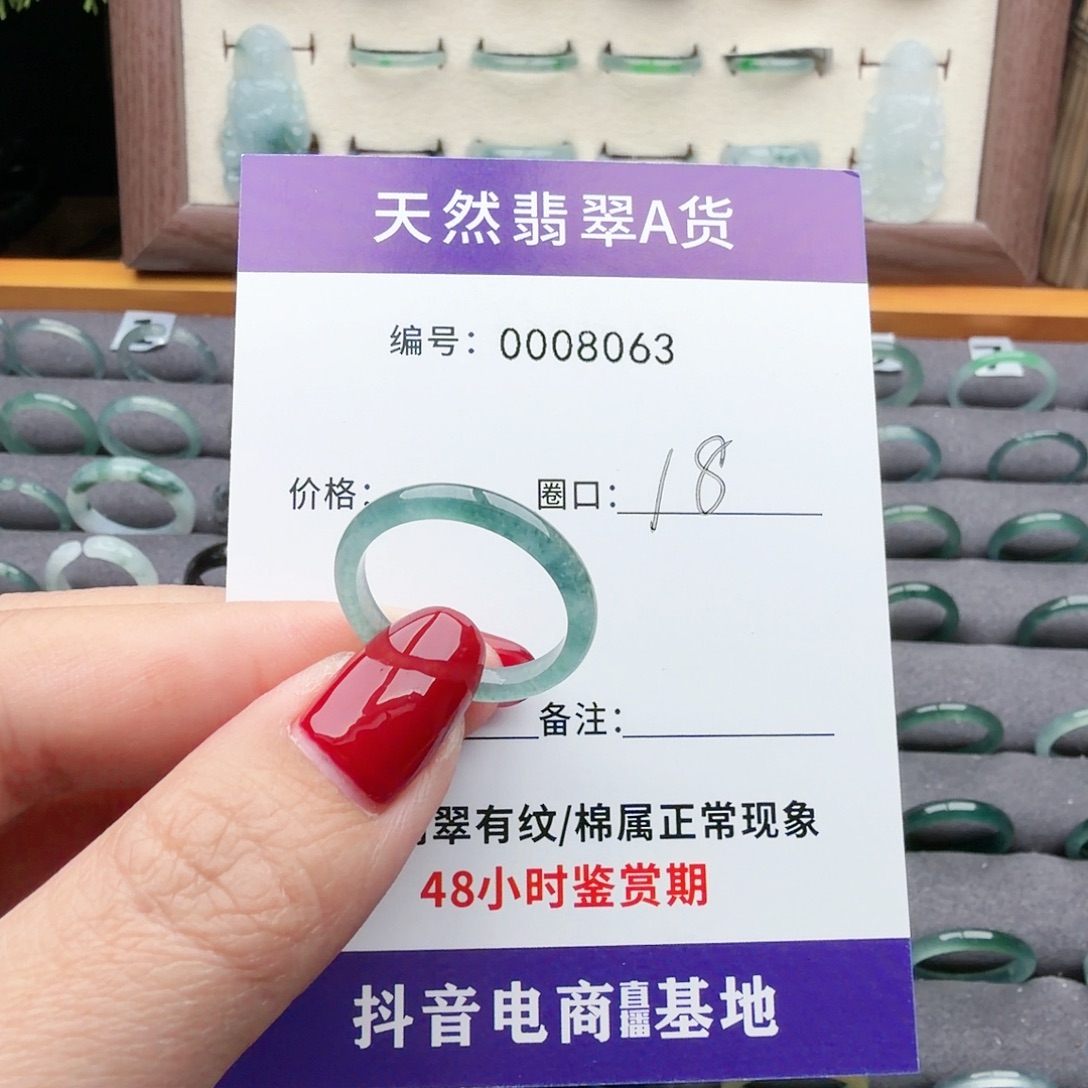 天然翡翠A货
编号：0008063
价格： 圈口：18
备注：
翠有纹/棉属正常现象
48小时鉴赏期
抖音电商直播基地